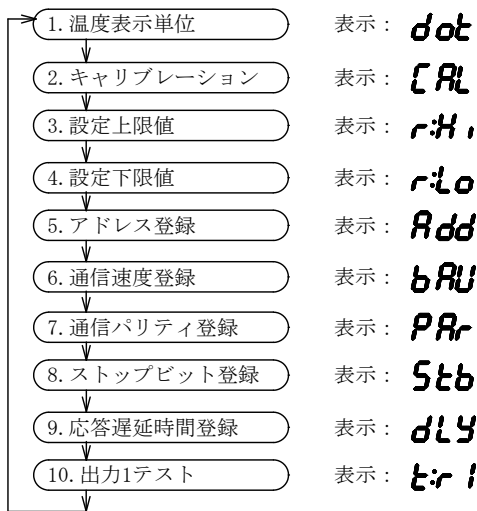 1.温度表示単位 表示： dot
2.キャリブレーション 表示： CAL
3.設定上限値 表示： r:Hi
4.設定下限値 表示： r:Lo
5.アドレス登録 表示： Add
6.通信速度登録 表示： bAU
7.通信パリティ登録 表示： PAr
8.ストップビット登録 表示： Stb
9.応答遅延時間登録 表示： dLY
10.出力1テスト 表示： t:r1